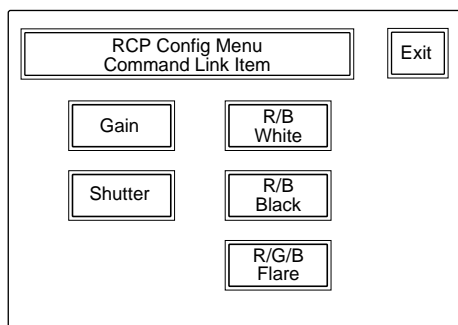 RCP Config Menu
Command Link Item
Exit
Gain
R/B
White
Shutter
R/B
Black
R/G/B
Flare